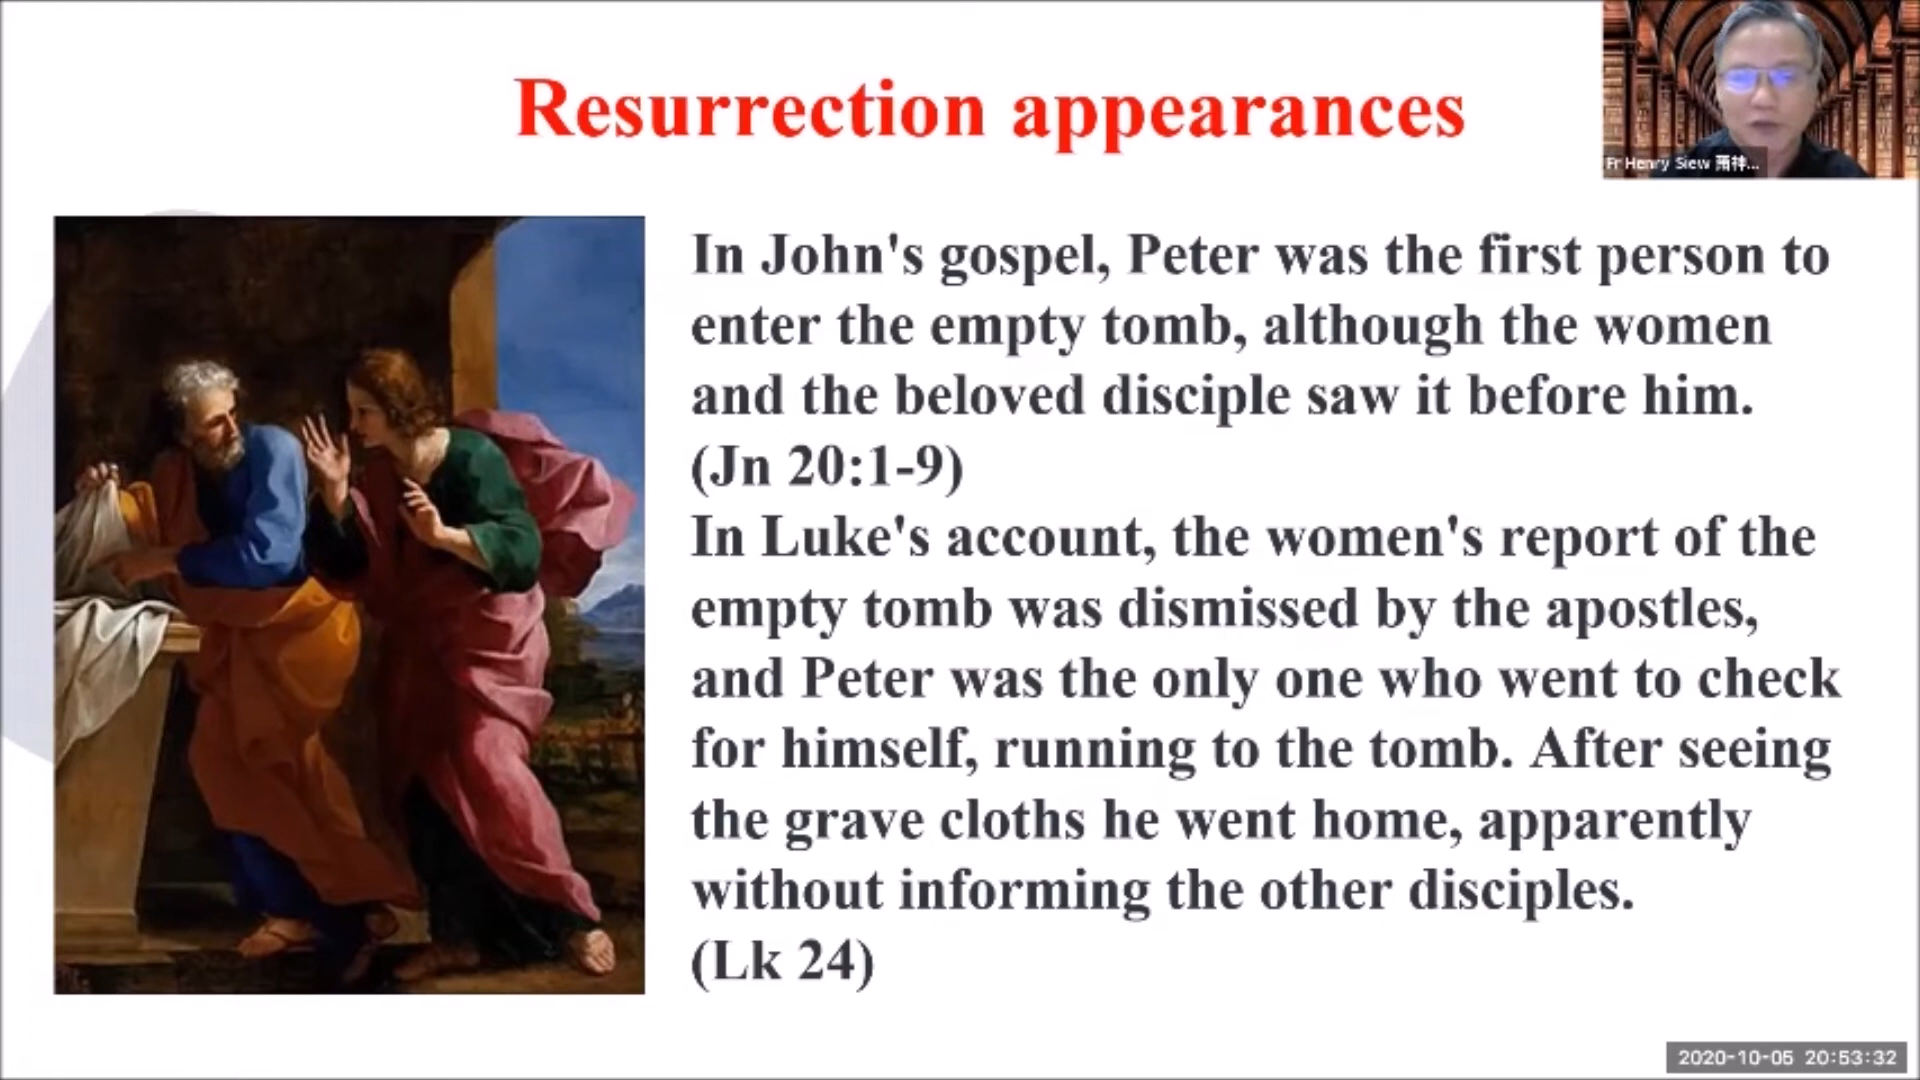 Resurrection appearances
Fr Henry Siew 蕭神...
In John's gospel, Peter was the first person to
enter the empty tomb, although the women
and the beloved disciple saw it before him.
(Jn 20:1-9)
In Luke's account, the women's report of the
empty tomb was dismissed by the apostles,
and Peter was the only one who went to check
for himself, running to the tomb. After seeing
the grave cloths he went home, apparently
without informing the other disciples.
(Lk 24)
2020-10-05 20:53:32